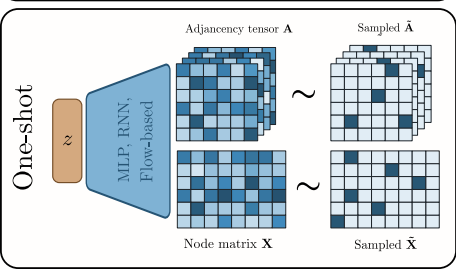 One-shot
≈
MLP, RNN,
Flow-based
Adjancency tensor A
Sampled Ã
∼
∼
Node matrix X
Sampled X̃